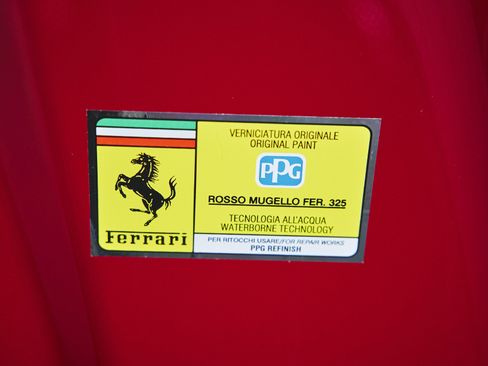 VERNICIATURA ORIGINALE
ORIGINAL PAINT
PPG
ROSSO MUGELLO FER. 325
TECNOLOGIA ALL'ACQUA
WATERBORNE TECHNOLOGY
Ferrari
PER RITOCCHI USARE/FOR REPAIR WORKS
PPG REFINISH